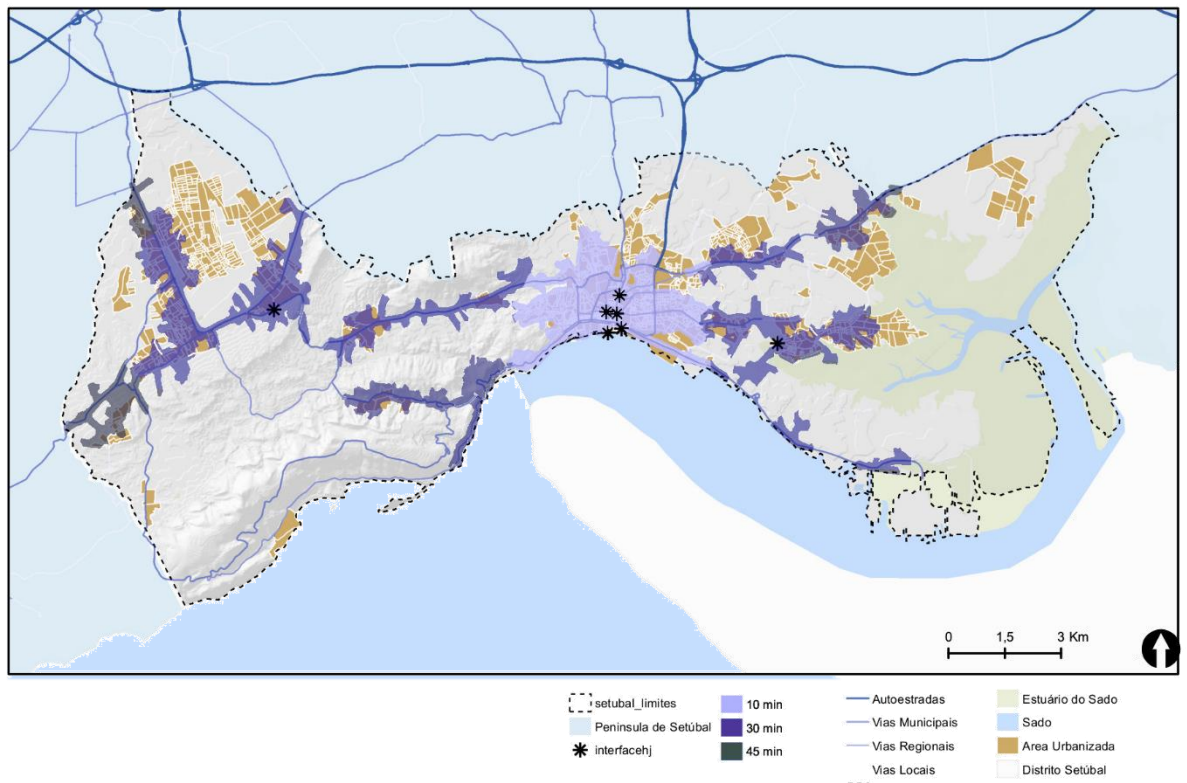 0 1,5 3 Km
setubal_limites
Peninsula de Setúbal
interfacehj
10 min
30 min
45 min
Autoestradas
Vias Municipais
Vias Regionais
Vias Locais
Estuário do Sado
Sado
Area Urbanizada
Distrito Setúbal